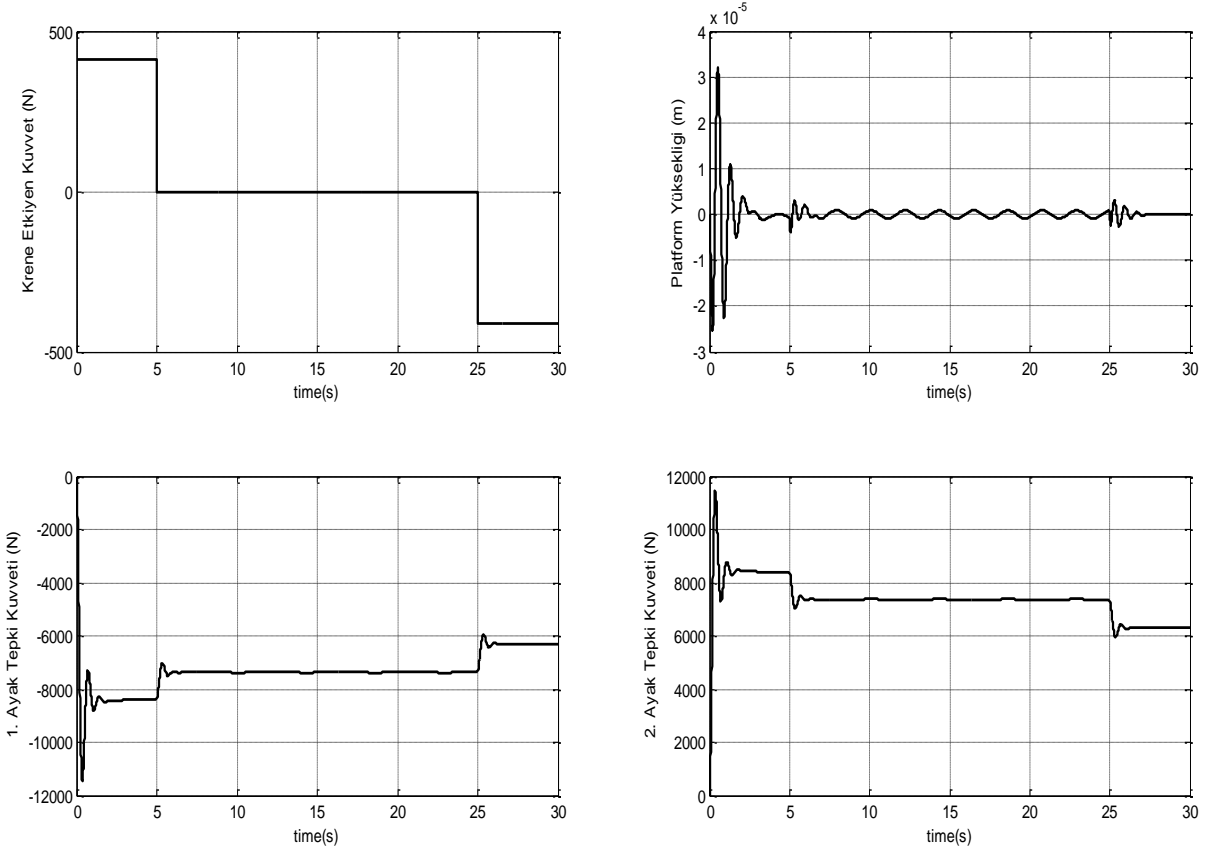 Krene Etkiyen Kuvvet (N)
500
0
-500
0 5 10 15 20 25 30
time(s)
x 10^-5
Platform Yüksekligi (m)
4
3
2
1
0
-1
-2
-3
0 5 10 15 20 25 30
time(s)
1. Ayak Tepki Kuvveti (N)
0
-2000
-4000
-6000
-8000
-10000
-12000
0 5 10 15 20 25 30
time(s)
2. Ayak Tepki Kuvveti (N)
12000
10000
8000
6000
4000
2000
0
0 5 10 15 20 25 30
time(s)